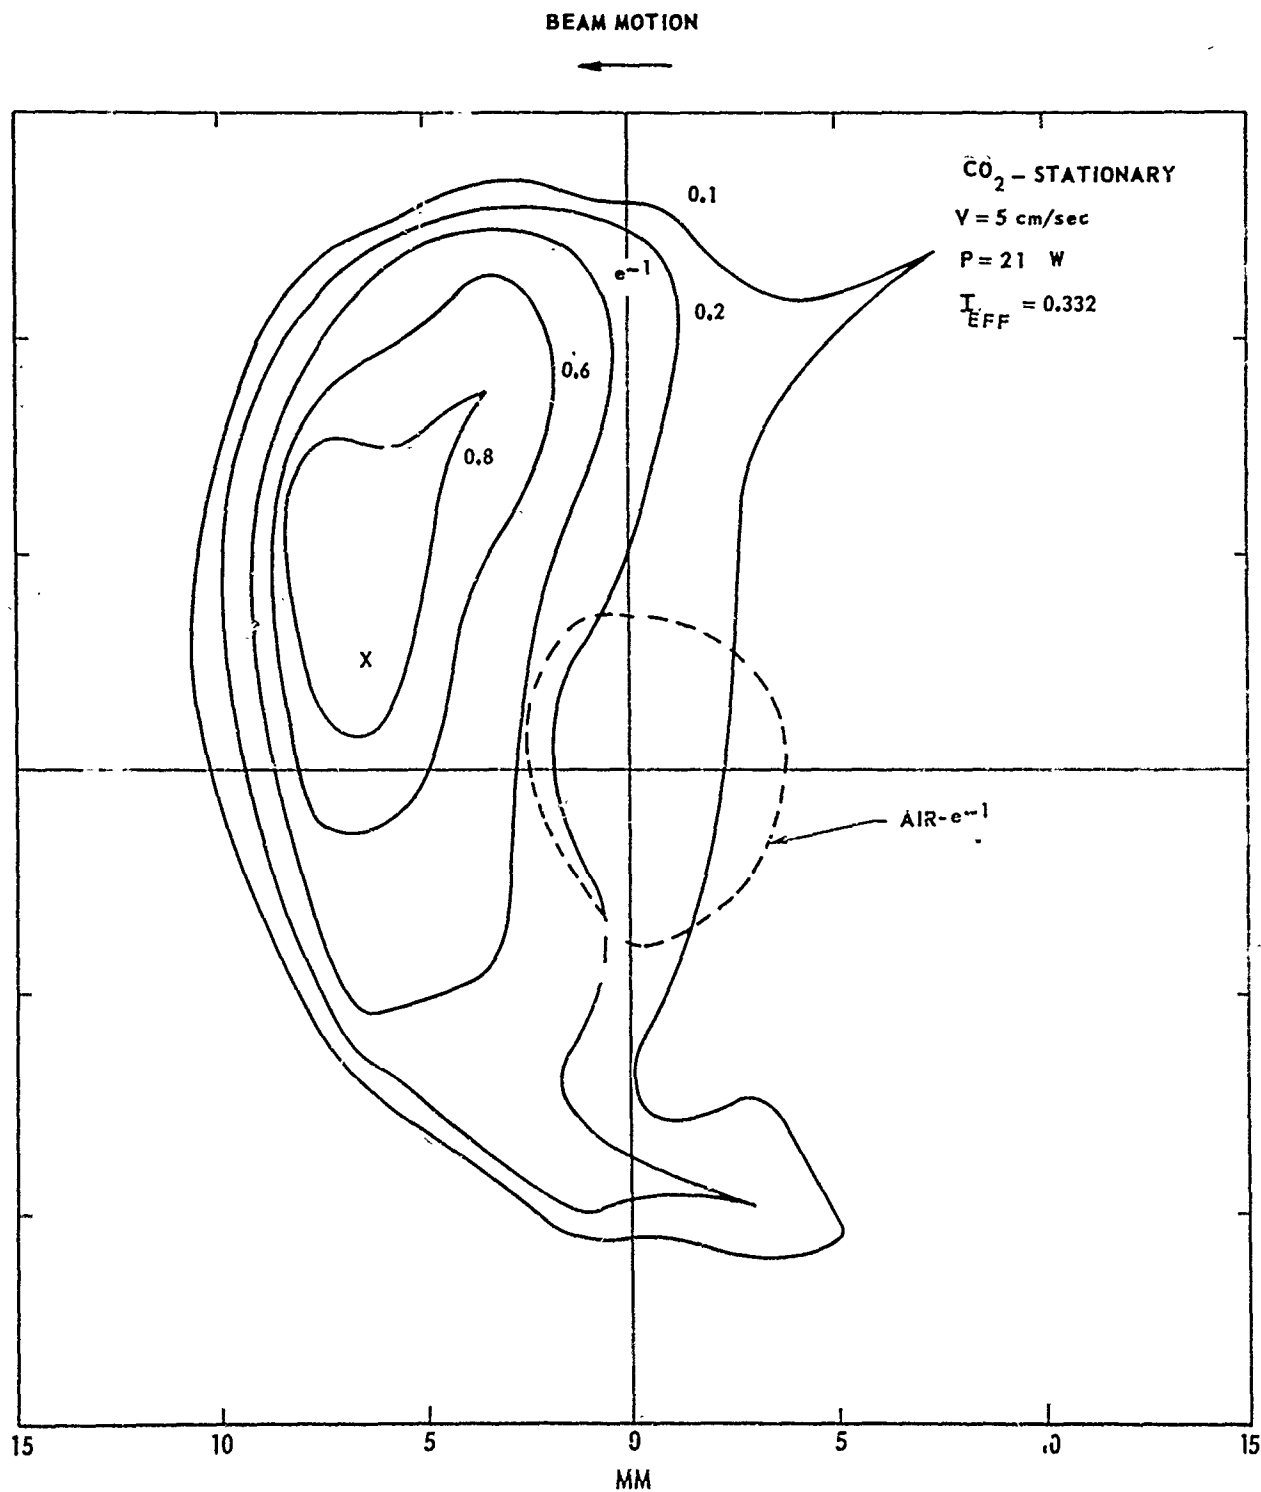 BEAM MOTION
CO2 – STATIONARY
V = 5 cm/sec
P = 21 W
IEFF = 0.332
0.1
e-1
0.2
0.6
0.8
X
AIR-e-1
15 10 5 0 5 10 15
MM